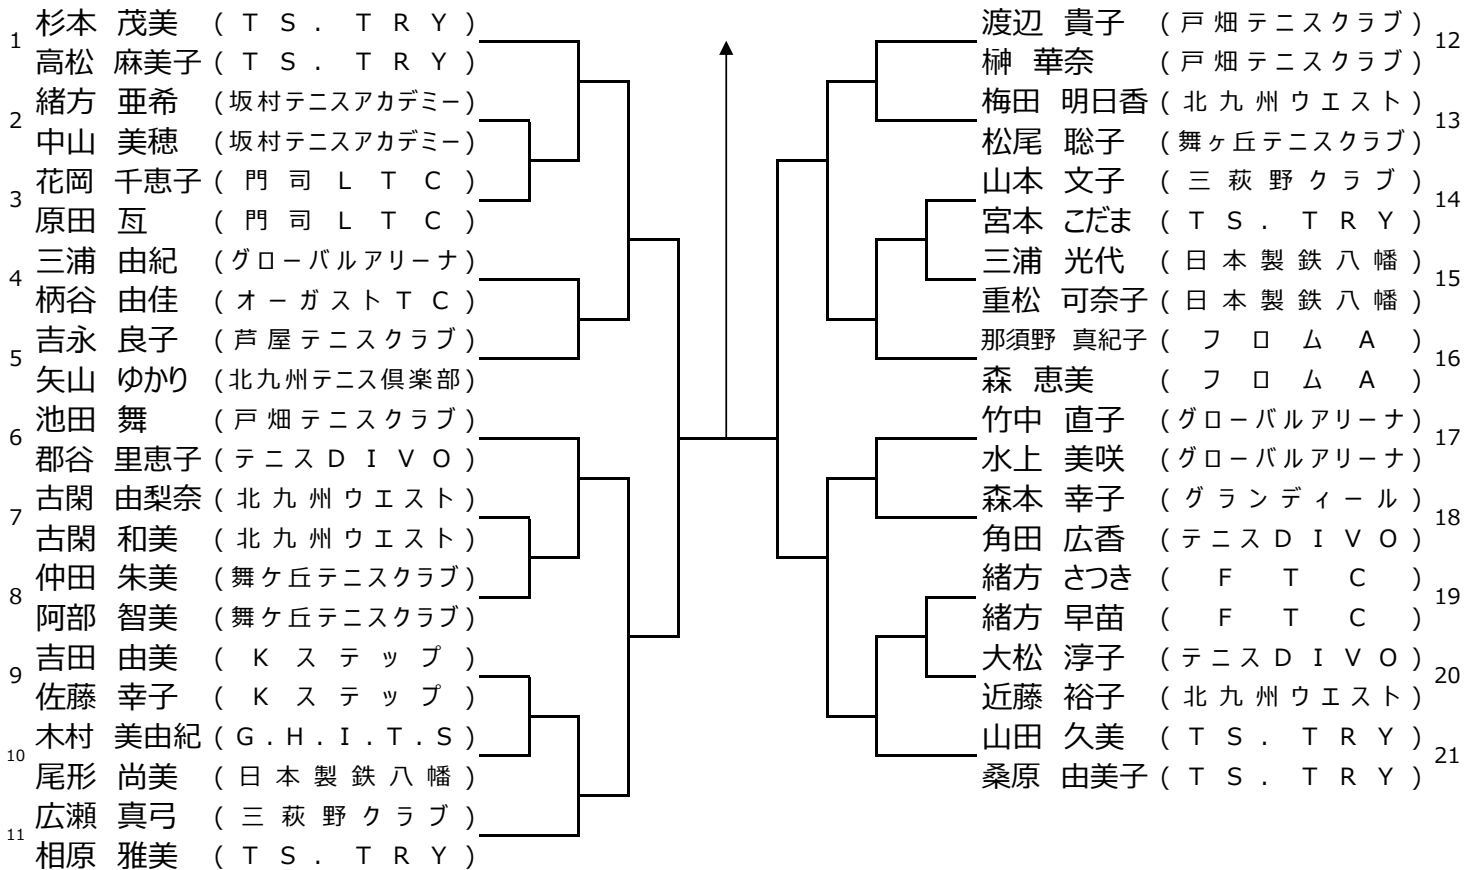 1 杉本 茂美 (TS. TRY)
高松 麻美子 (TS. TRY)
2 緒方 亜希 (坂村テニスアカデミー)
中山 美穂 (坂村テニスアカデミー)
3 花岡 千恵子 (門司LTC)
原田 亙 (門司LTC)
4 三浦 由紀 (グローバルアリーナ)
柄谷 由佳 (オーガストTC)
5 吉永 良子 (芦屋テニスクラブ)
矢山 ゆかり (北九州テニス倶楽部)
6 池田 舞 (戸畑テニスクラブ)
郡谷 里恵子 (テニスDIVO)
7 古閑 由梨奈 (北九州ウエスト)
古閑 和美 (北九州ウエスト)
8 仲田 朱美 (舞ケ丘テニスクラブ)
阿部 智美 (舞ヶ丘テニスクラブ)
9 吉田 由美 (Kステップ)
佐藤 幸子 (Kステップ)
10 木村 美由紀 (G.H.I.T.S)
尾形 尚美 (日本製鉄八幡)
11 広瀬 真弓 (三萩野クラブ)
相原 雅美 (TS. TRY)
渡辺 貴子 (戸畑テニスクラブ) 12
榊 華奈 (戸畑テニスクラブ)
梅田 明日香 (北九州ウエスト) 13
松尾 聡子 (舞ヶ丘テニスクラブ)
山本 文子 (三萩野クラブ) 14
宮本 こだま (TS. TRY)
三浦 光代 (日本製鉄八幡) 15
重松 可奈子 (日本製鉄八幡)
那須野 真紀子 (フロムA) 16
森 恵美 (フロムA)
竹中 直子 (グローバルアリーナ) 17
水上 美咲 (グローバルアリーナ)
森本 幸子 (グランディール) 18
角田 広香 (テニスDIVO)
緒方 さつき (FTC) 19
緒方 早苗 (FTC)
大松 淳子 (テニスDIVO) 20
近藤 裕子 (北九州ウエスト)
山田 久美 (TS. TRY) 21
桑原 由美子 (TS. TRY)